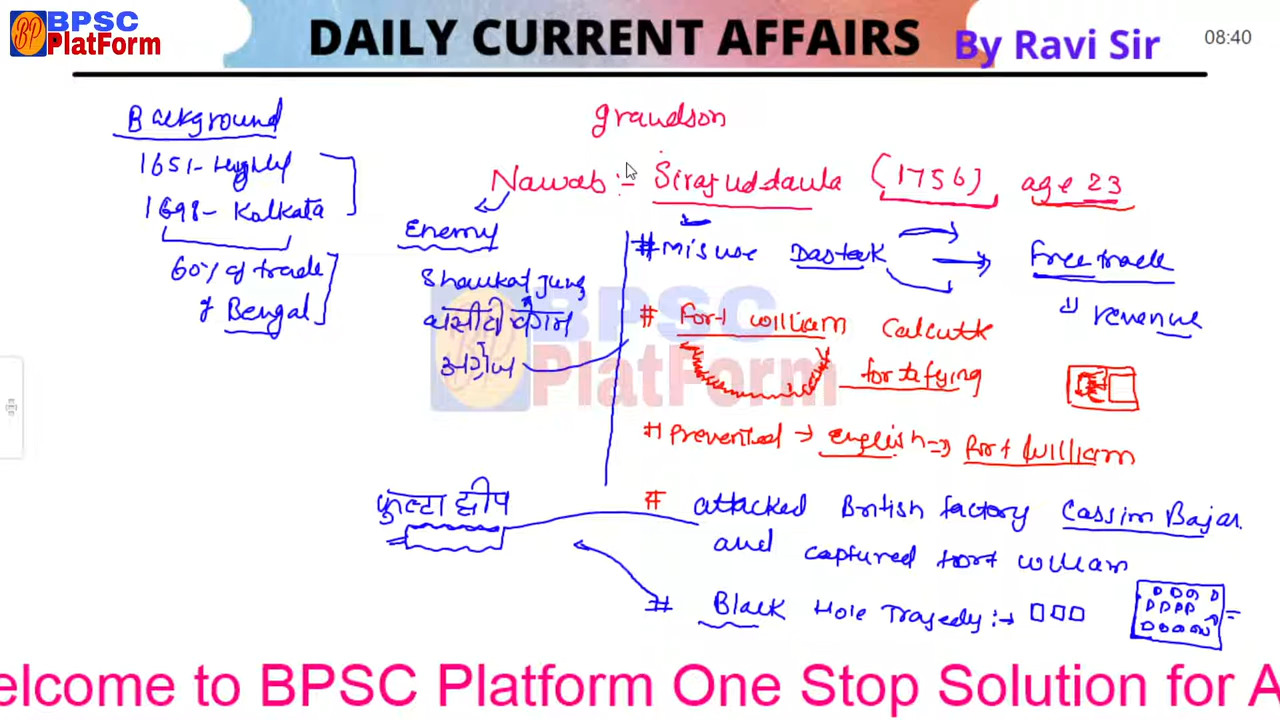 BPSC
PlatForm
DAILY CURRENT AFFAIRS
By Ravi Sir
08:40
Background
1651- Hughly
1698- Kolkata
60% of trade
of Bengal
grandson
Nawab :- Sirajuddaula (1756) age 23
Enemy
Shaukat Jung
घसीटी बेगम
अंग्रेज
# Misuse Dastak → Free trade
revenue
# Fort william Calcutta
fortifying
# Prevented → English → Fort William
फुल्टा द्वीप
# attacked British factory Cassim Bajar
and captured Fort william
# Black Hole Tragedy :→
BPSC
PlatForm
elcome to BPSC Platform One Stop Solution for A